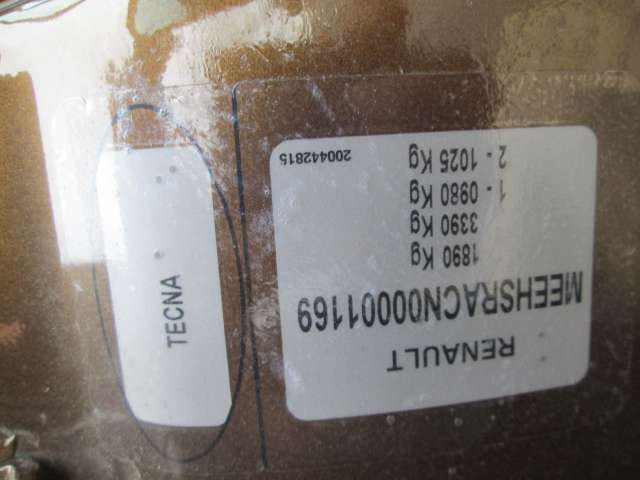 RENAULT
MEEHSRACN00001169
1890 Kg
3390 Kg
1 - 0980 Kg
2 - 1025 Kg
200442815
TECNA